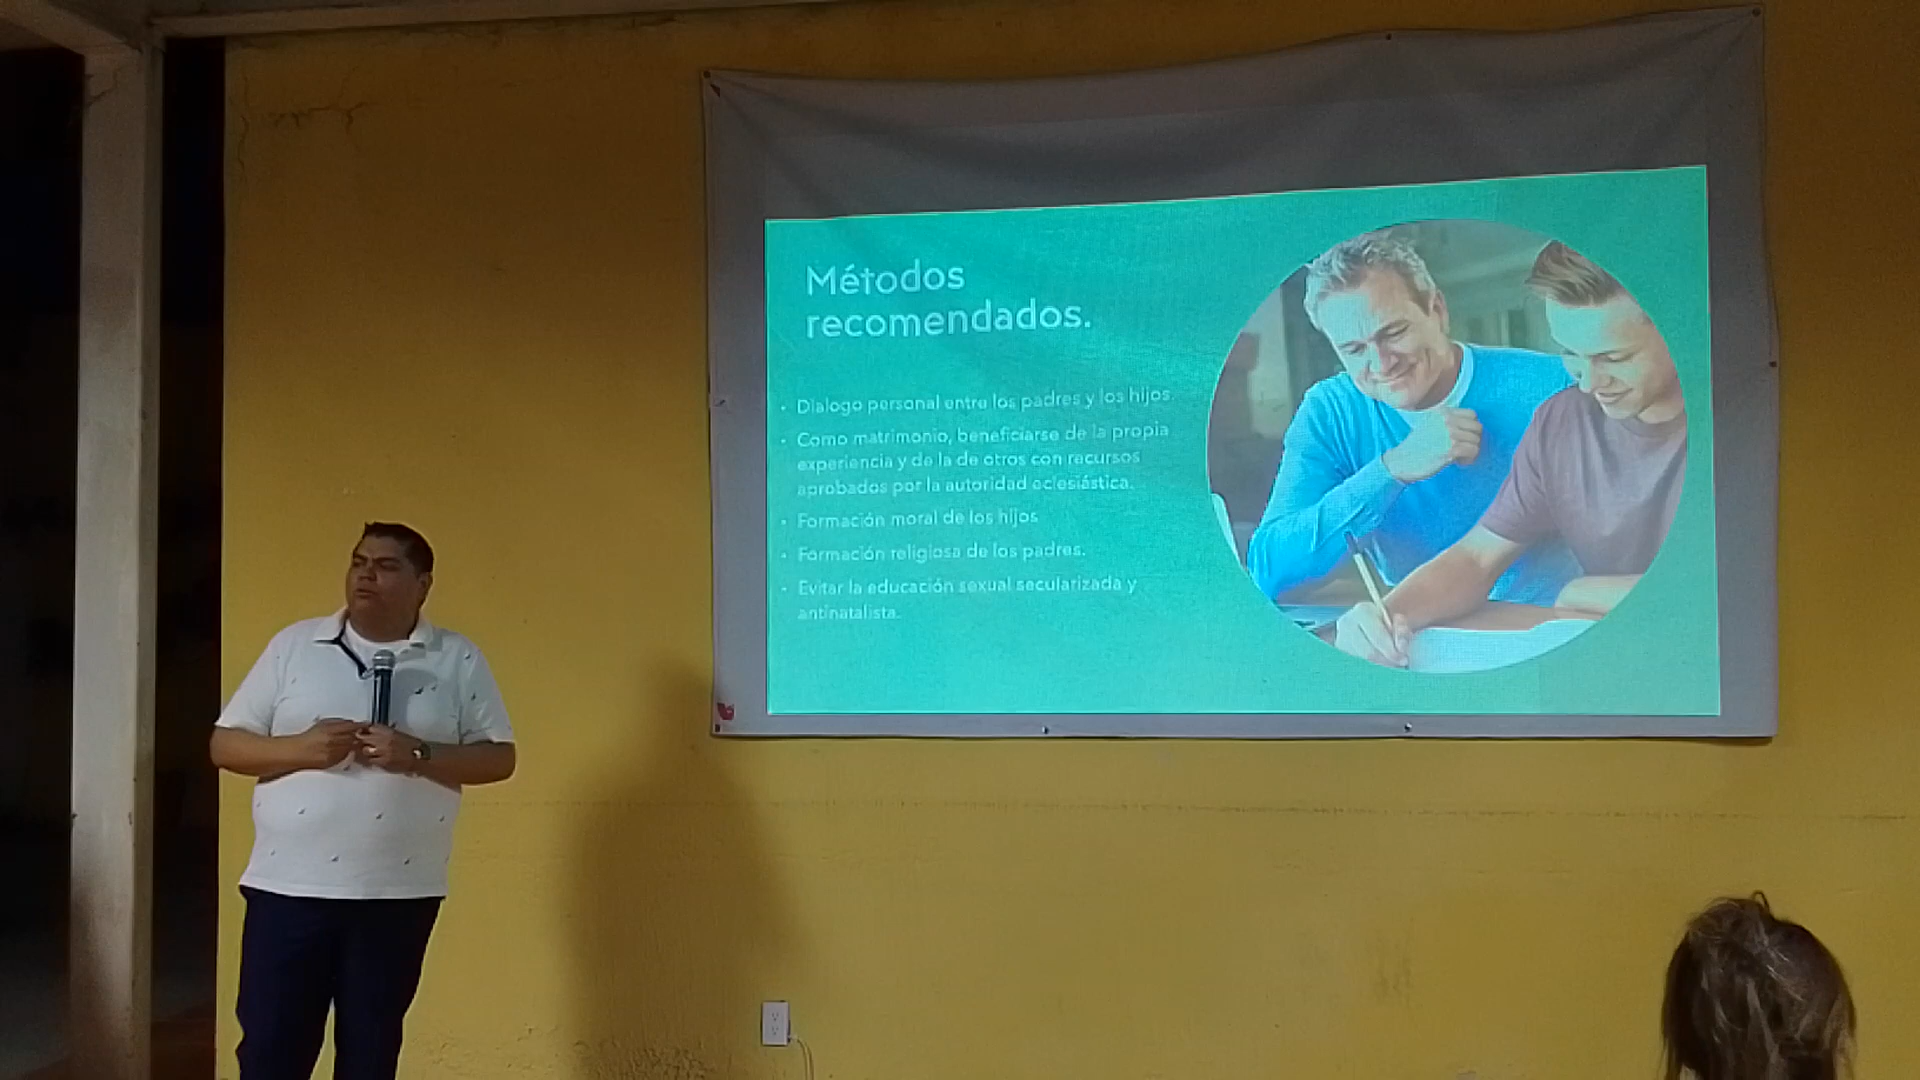 Métodos
recomendados.
• Dialogo personal entre los padres y los hijos.
• Como matrimonio, beneficiarse de la propia
experiencia y de la de otros con recursos
aprobados por la autoridad eclesiástica.
• Formación moral de los hijos
• Formación religiosa de los padres.
• Evitar la educación sexual secularizada y
antinatalista.